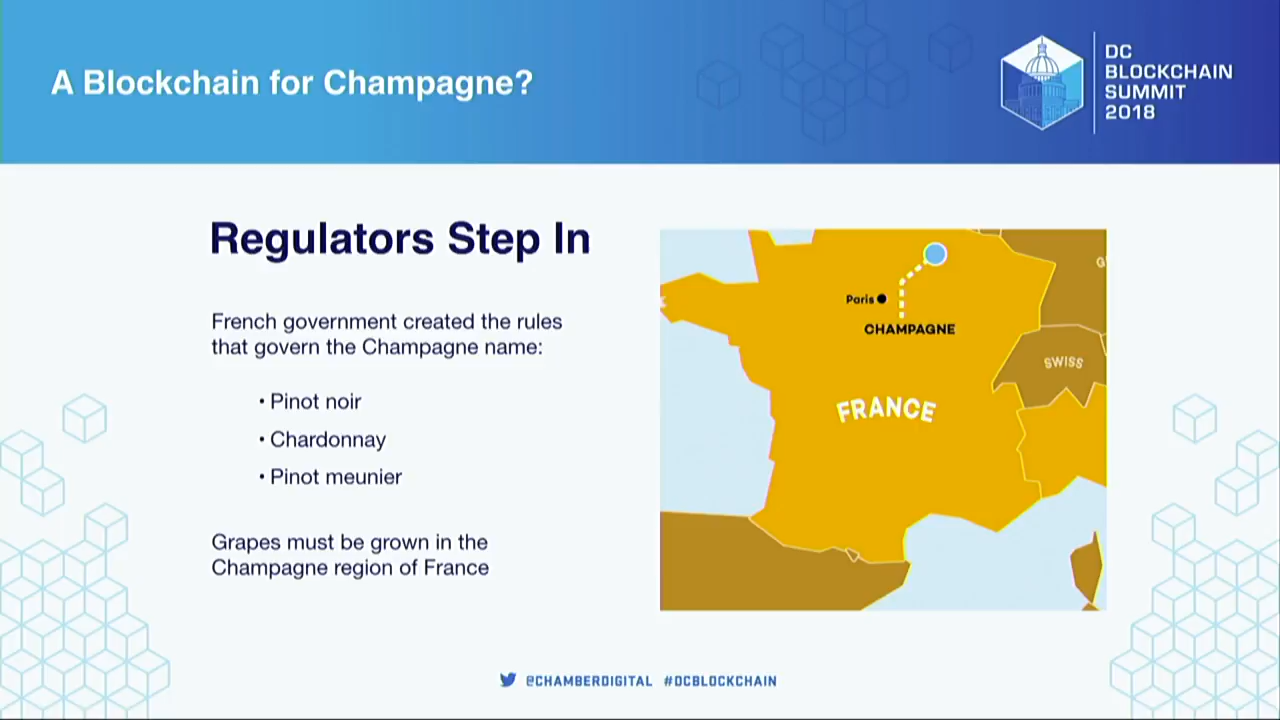 A Blockchain for Champagne?
DC
BLOCKCHAIN
SUMMIT
2018
Regulators Step In
French government created the rules
that govern the Champagne name:
• Pinot noir
• Chardonnay
• Pinot meunier
Grapes must be grown in the
Champagne region of France
Paris
CHAMPAGNE
FRANCE
SWISS
@CHAMBERDIGITAL #DCBLOCKCHAIN